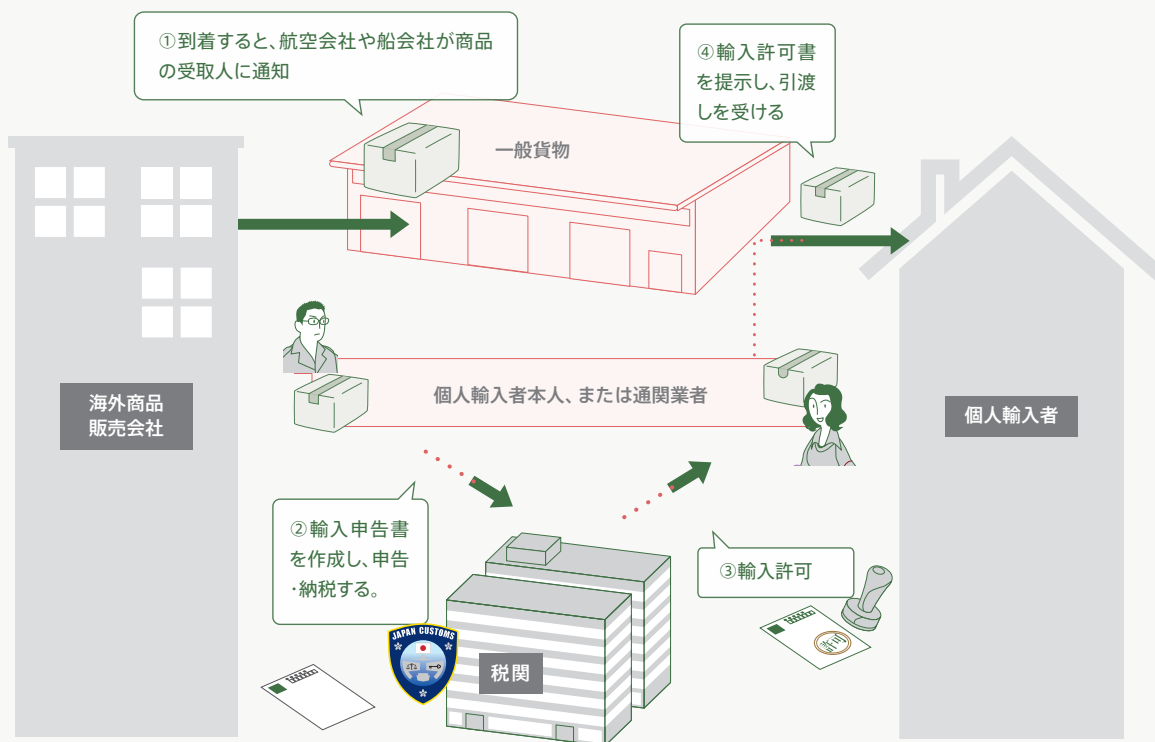 ①到着すると、航空会社や船会社が商品
の受取人に通知
④輸入許可書
を提示し、引渡
しを受ける
一般貨物
海外商品
販売会社
個人輸入者本人、または通関業者
個人輸入者
②輸入申告書
を作成し、申告
・納税する。
③輸入許可
JAPAN CUSTOMS
税関